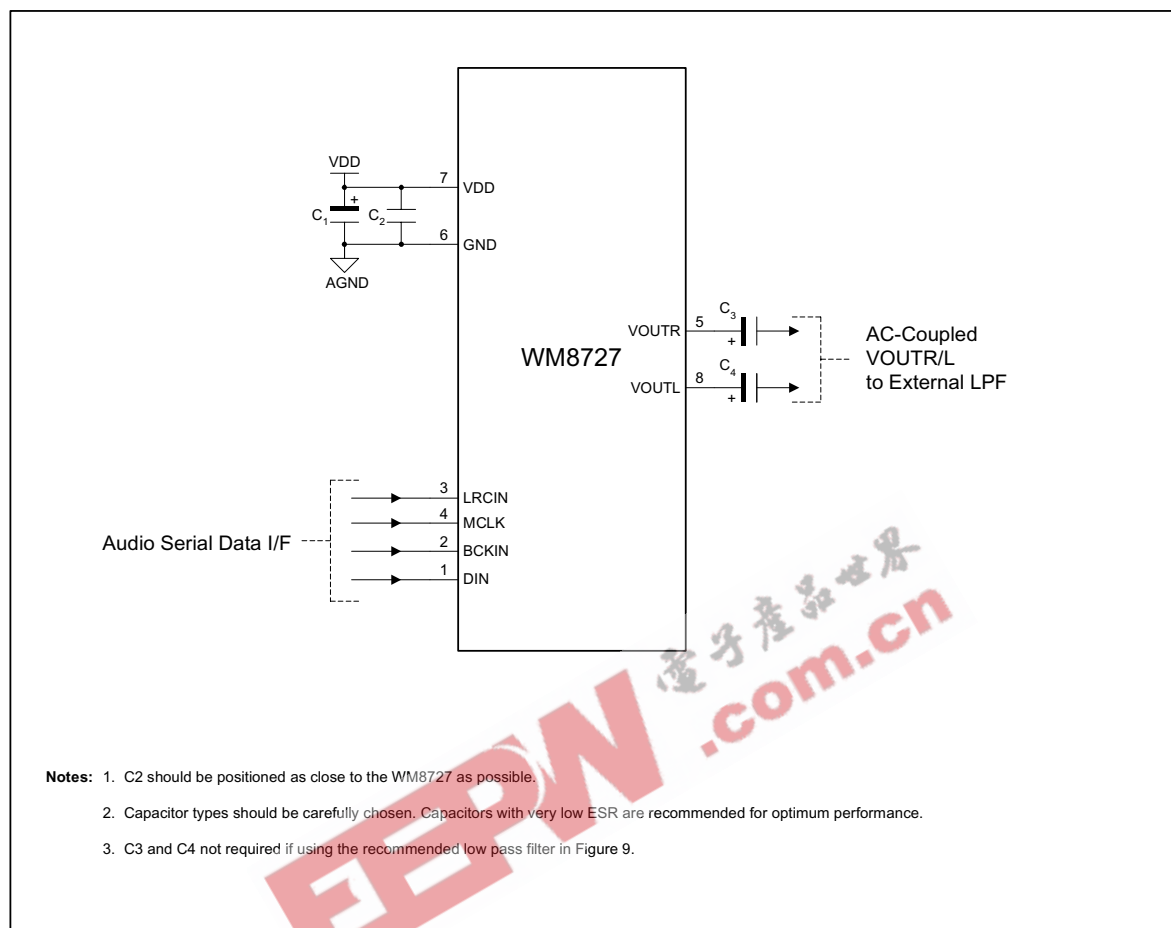 VDD
7
VDD
+
C1
C2
6
GND
AGND
WM8727
VOUTR
5
C3
+
VOUTL
8
C4
+
AC-Coupled
VOUTR/L
to External LPF
Audio Serial Data I/F
3
LRCIN
4
MCLK
2
BCKIN
1
DIN
電子產品世界
.com.cn
EEPW
Notes: 1. C2 should be positioned as close to the WM8727 as possible.
2. Capacitor types should be carefully chosen. Capacitors with very low ESR are recommended for optimum performance.
3. C3 and C4 not required if using the recommended low pass filter in Figure 9.